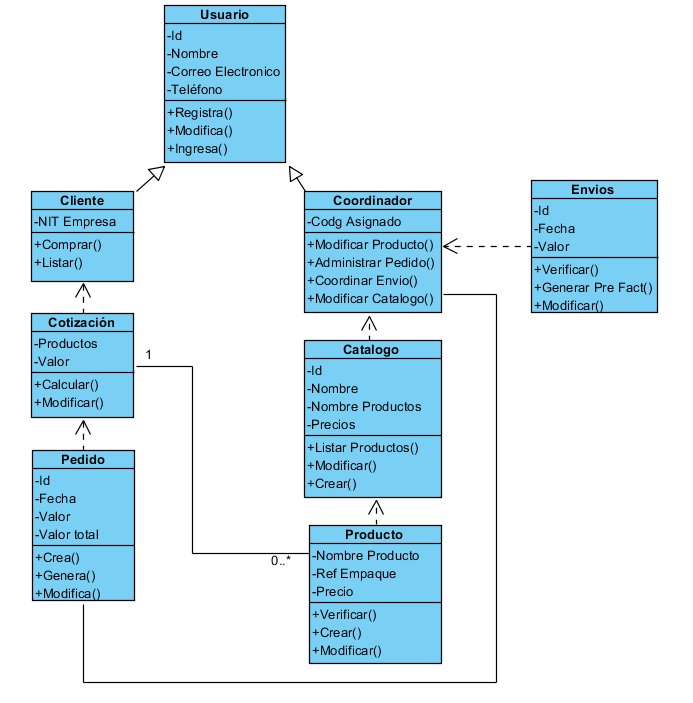 Usuario
-Id
-Nombre
-Correo Electronico
-Teléfono
+Registra()
+Modifica()
+Ingresa()
Cliente
-NIT Empresa
+Comprar()
+Listar()
Coordinador
-Codg Asignado
+Modificar Producto()
+Administrar Pedido()
+Coordinar Envio()
+Modificar Catalogo()
Envios
-Id
-Fecha
-Valor
+Verificar()
+Generar Pre Fact()
+Modificar()
Cotización
-Productos
-Valor
+Calcular()
+Modificar()
1
Catalogo
-Id
-Nombre
-Nombre Productos
-Precios
+Listar Productos()
+Modificar()
+Crear()
Pedido
-Id
-Fecha
-Valor
-Valor total
+Crea()
+Genera()
+Modifica()
0..*
Producto
-Nombre Producto
-Ref Empaque
-Precio
+Verificar()
+Crear()
+Modificar()